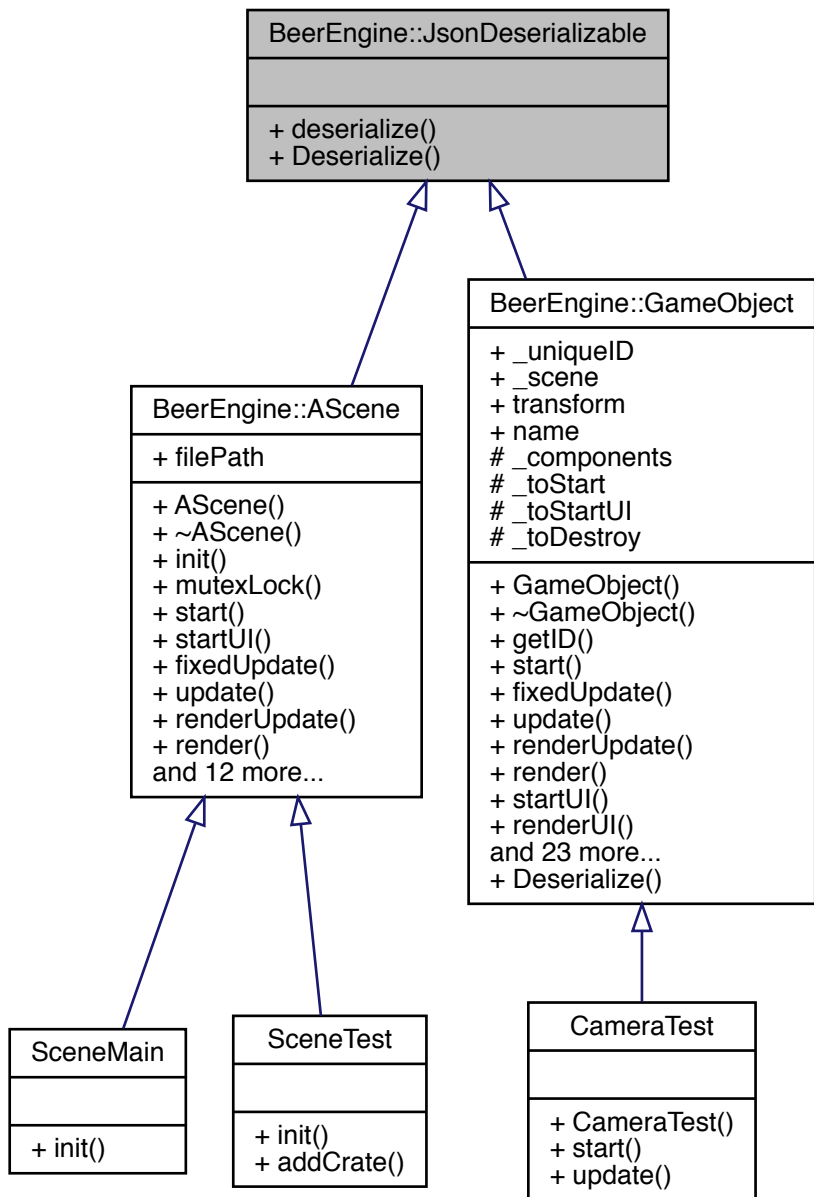 BeerEngine::JsonDeserializable
+ deserialize()
+ Deserialize()
BeerEngine::AScene
+ filePath
+ AScene()
+ ~AScene()
+ init()
+ mutexLock()
+ start()
+ startUI()
+ fixedUpdate()
+ update()
+ renderUpdate()
+ render()
and 12 more...
BeerEngine::GameObject
+ _uniqueID
+ _scene
+ transform
+ name
# _components
# _toStart
# _toStartUI
# _toDestroy
+ GameObject()
+ ~GameObject()
+ getID()
+ start()
+ fixedUpdate()
+ update()
+ renderUpdate()
+ render()
+ startUI()
+ renderUI()
and 23 more...
+ Deserialize()
SceneMain
+ init()
SceneTest
+ init()
+ addCrate()
CameraTest
+ CameraTest()
+ start()
+ update()